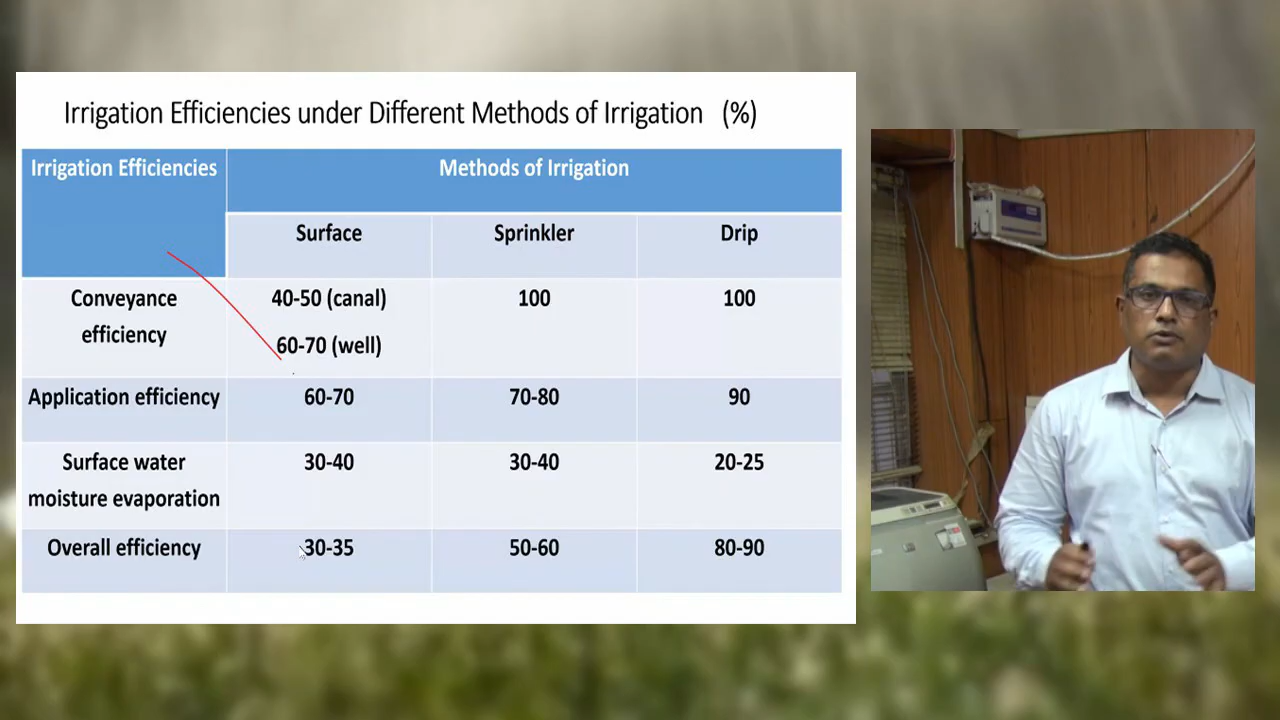 Irrigation Efficiencies under Different Methods of Irrigation (%)
Irrigation Efficiencies
Methods of Irrigation
Surface
Sprinkler
Drip
Conveyance
efficiency
40-50 (canal)
60-70 (well)
100
100
Application efficiency
60-70
70-80
90
Surface water
moisture evaporation
30-40
30-40
20-25
Overall efficiency
30-35
50-60
80-90